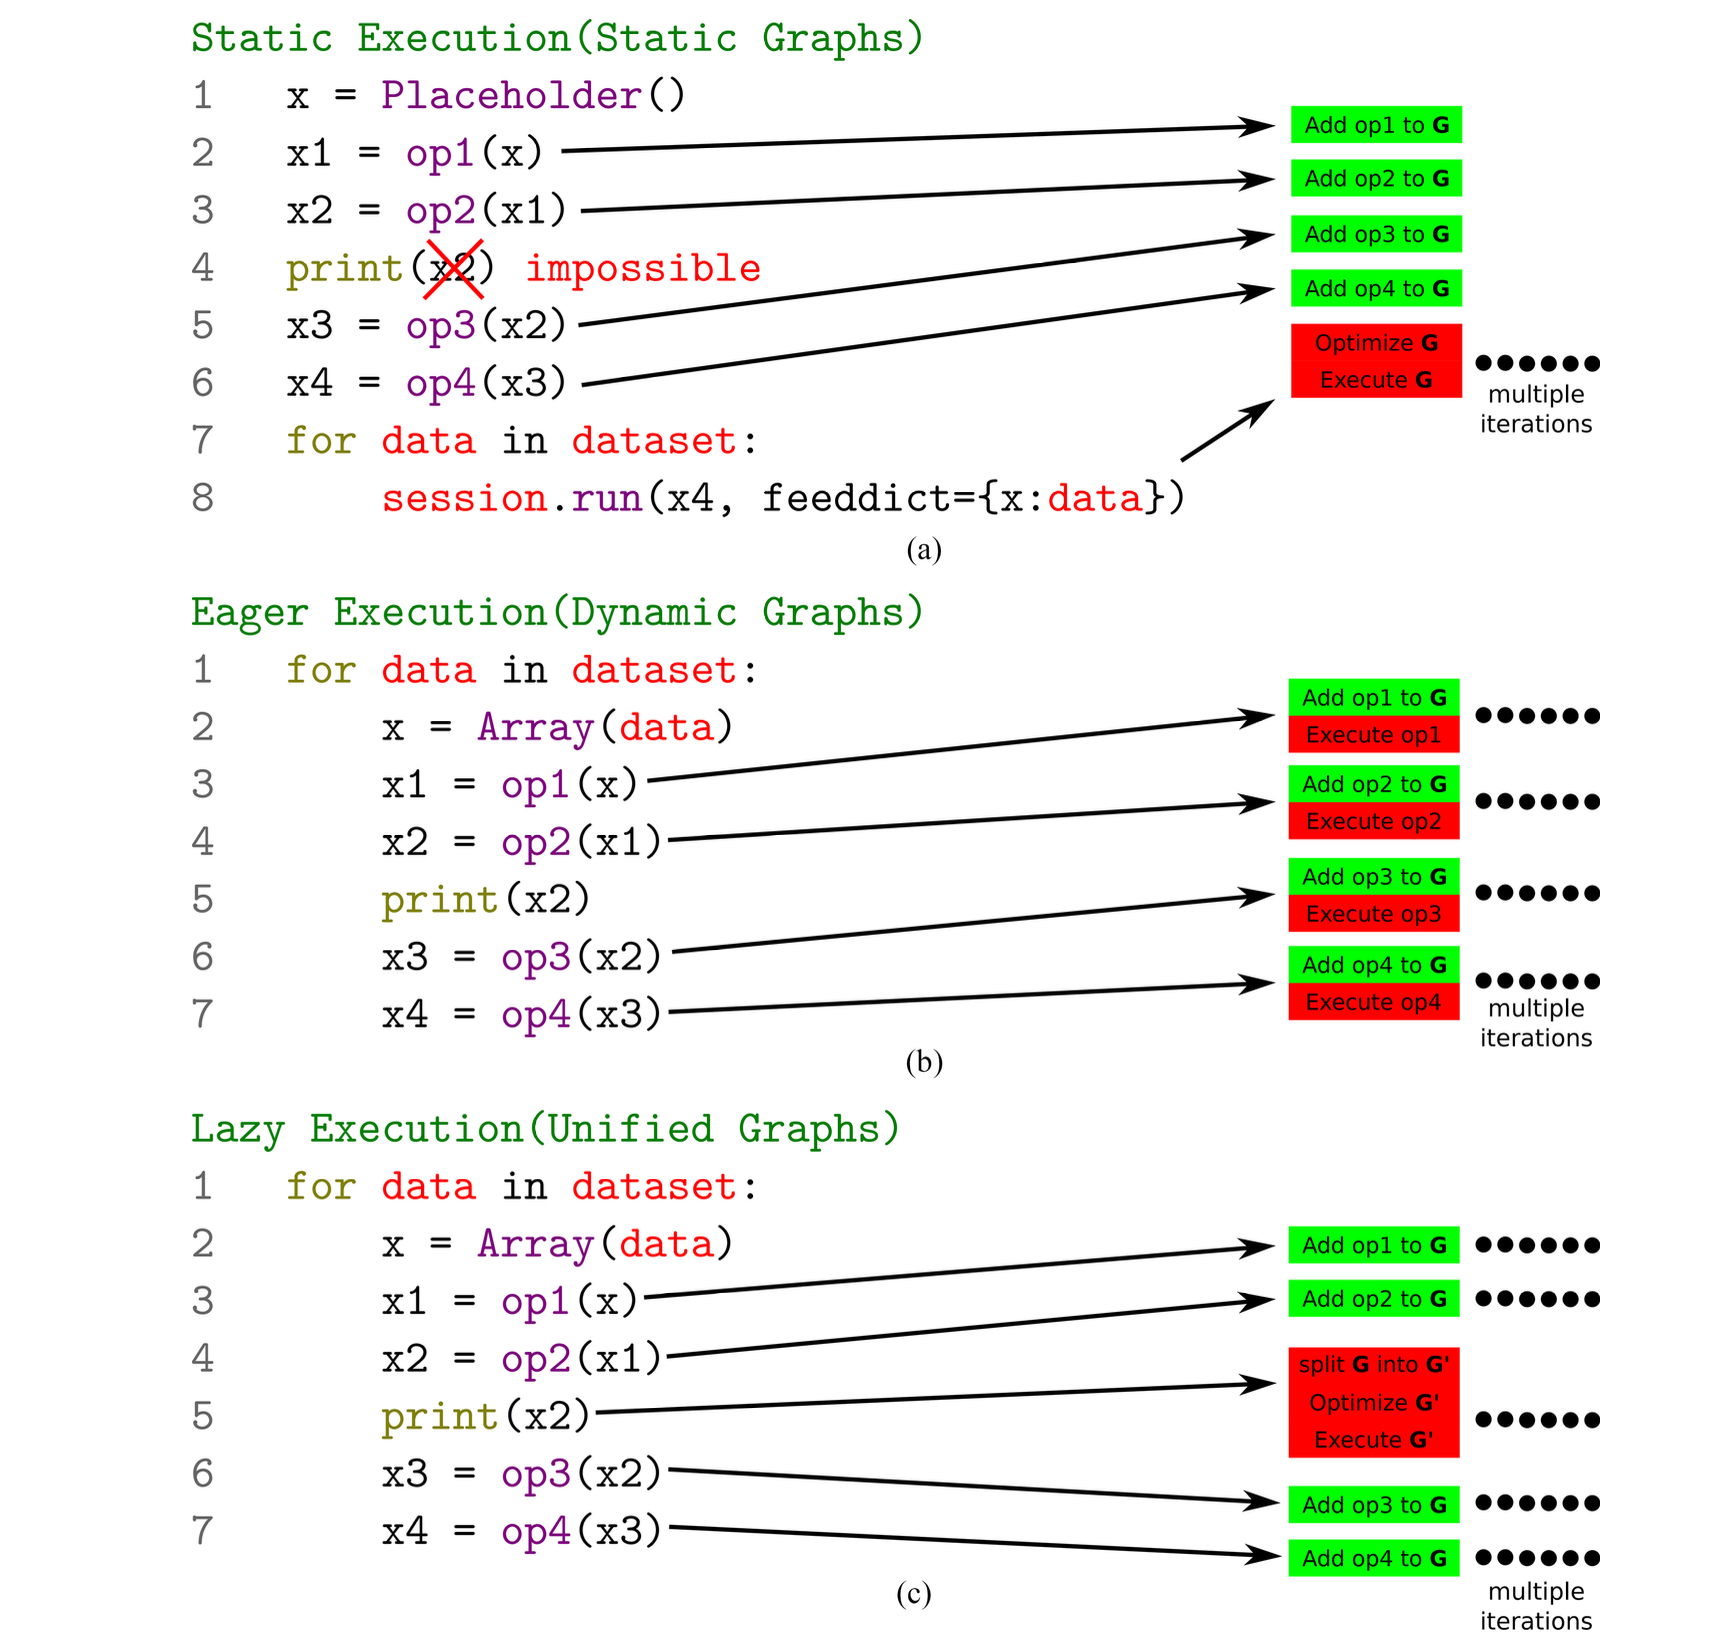 Static Execution(Static Graphs)
1 x = Placeholder()
2 x1 = op1(x)
Add op1 to G
3 x2 = op2(x1)
Add op2 to G
4 print(x2) impossible
Add op3 to G
5 x3 = op3(x2)
Add op4 to G
6 x4 = op4(x3)
Optimize G
Execute G
multiple
iterations
7 for data in dataset:
8 session.run(x4, feeddict={x:data})
(a)
Eager Execution(Dynamic Graphs)
1 for data in dataset:
Add op1 to G
2 x = Array(data)
Execute op1
3 x1 = op1(x)
Add op2 to G
Execute op2
4 x2 = op2(x1)
Add op3 to G
5 print(x2)
Execute op3
6 x3 = op3(x2)
Add op4 to G
Execute op4
7 x4 = op4(x3)
multiple
iterations
(b)
Lazy Execution(Unified Graphs)
1 for data in dataset:
2 x = Array(data)
Add op1 to G
3 x1 = op1(x)
Add op2 to G
4 x2 = op2(x1)
split G into G'
Optimize G'
Execute G'
5 print(x2)
6 x3 = op3(x2)
Add op3 to G
7 x4 = op4(x3)
Add op4 to G
multiple
iterations
(c)